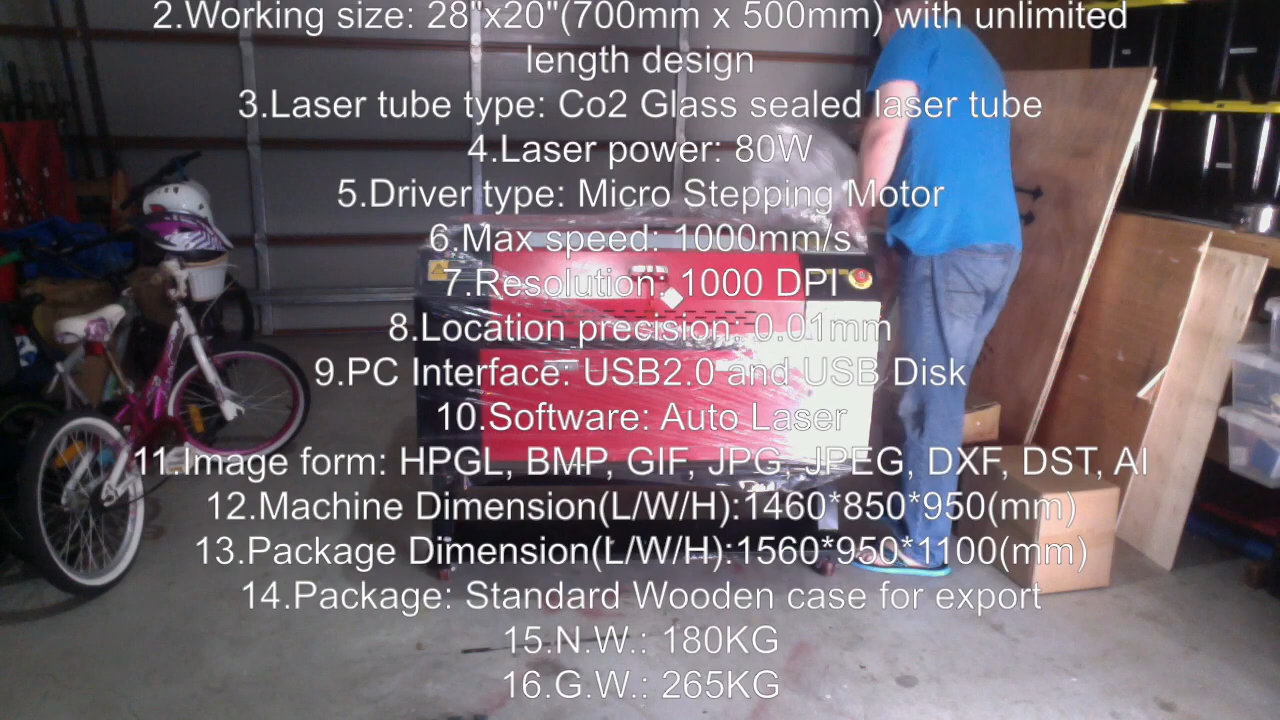 2.Working size: 28"x20"(700mm x 500mm) with unlimited
length design
3.Laser tube type: Co2 Glass sealed laser tube
4.Laser power: 80W
5.Driver type: Micro Stepping Motor
6.Max speed: 1000mm/s
7.Resolution: 1000 DPI
8.Location precision: 0.01mm
9.PC Interface: USB2.0 and USB Disk
10.Software: Auto Laser
11.Image form: HPGL, BMP, GIF, JPG, JPEG, DXF, DST, AI
12.Machine Dimension(L/W/H):1460*850*950(mm)
13.Package Dimension(L/W/H):1560*950*1100(mm)
14.Package: Standard Wooden case for export
15.N.W.: 180KG
16.G.W.: 265KG